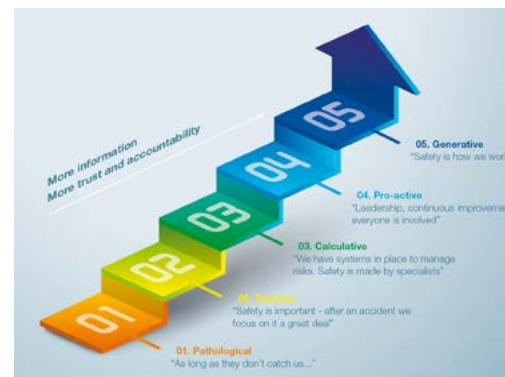 05
04
03
02
01
More information
More trust and accountability
05. Generative
"Safety is how we work
04. Pro-active
"Leadership, continuous improveme
everyone is involved"
03. Calculative
"We have systems in place to manage
risks. Safety is made by specialists"
02.
"Safety is important - after an accident we
focus on it a great deal"
01. Pathological
"As long as they don't catch us..."